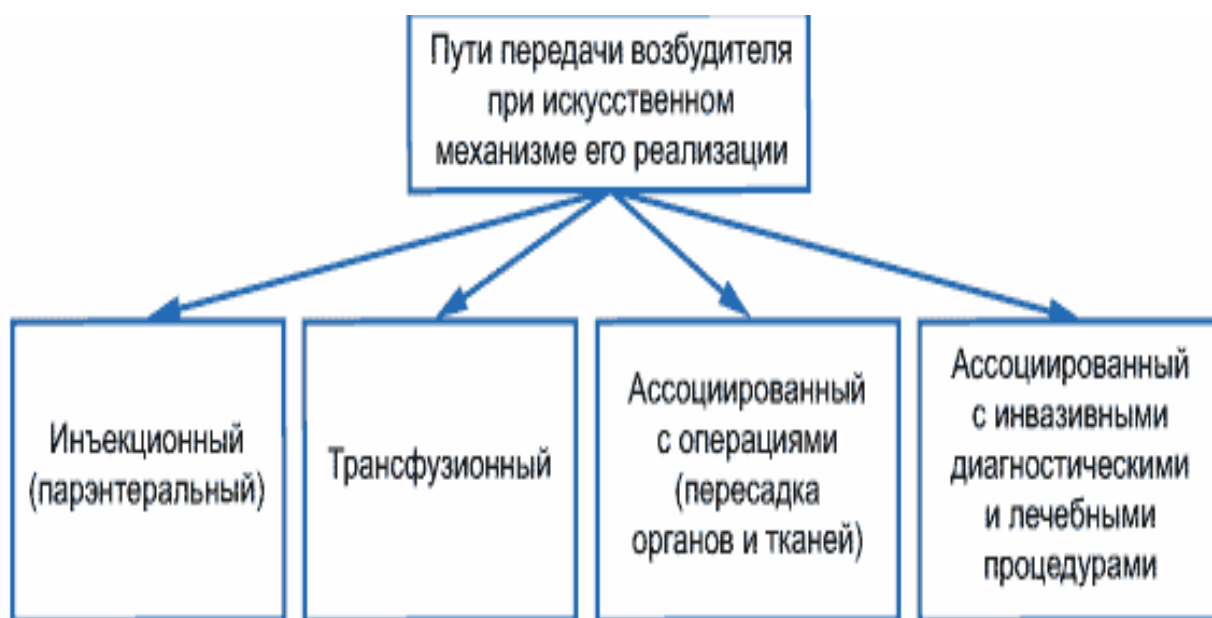 Пути передачи возбудителя
при искусственном
механизме его реализации
Инъекционный
(парэнтеральный)
Трансфузионный
Ассоциированный
с операциями
(пересадка
органов и тканей)
Ассоциированный
с инвазивными
диагностическими
и лечебными
процедурами